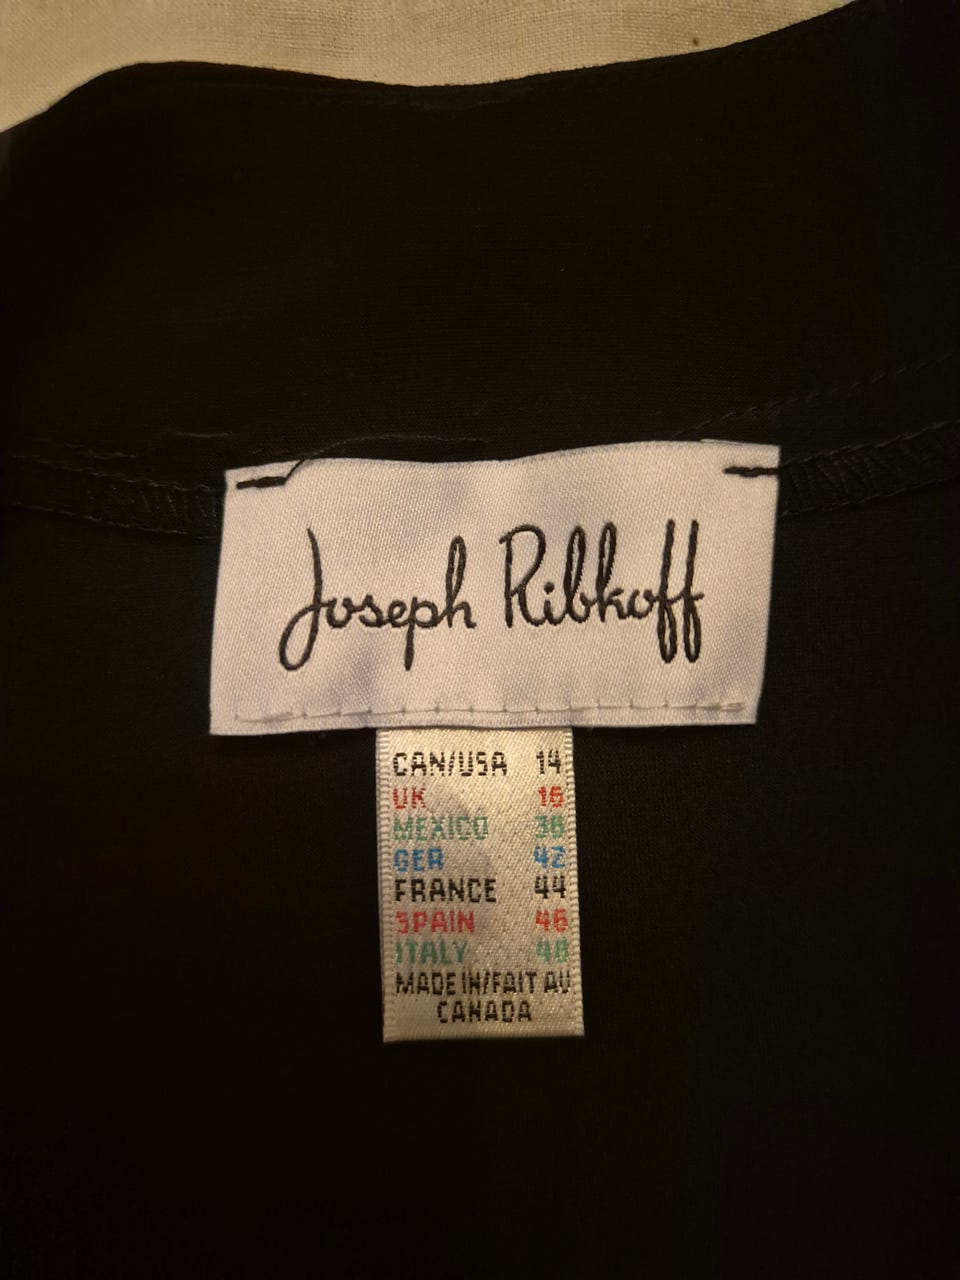 Joseph Ribkoff
CAN/USA 14
UK 16
MEXICO 36
GER 42
FRANCE 44
SPAIN 46
ITALY 48
MADE IN/FAIT AU
CANADA